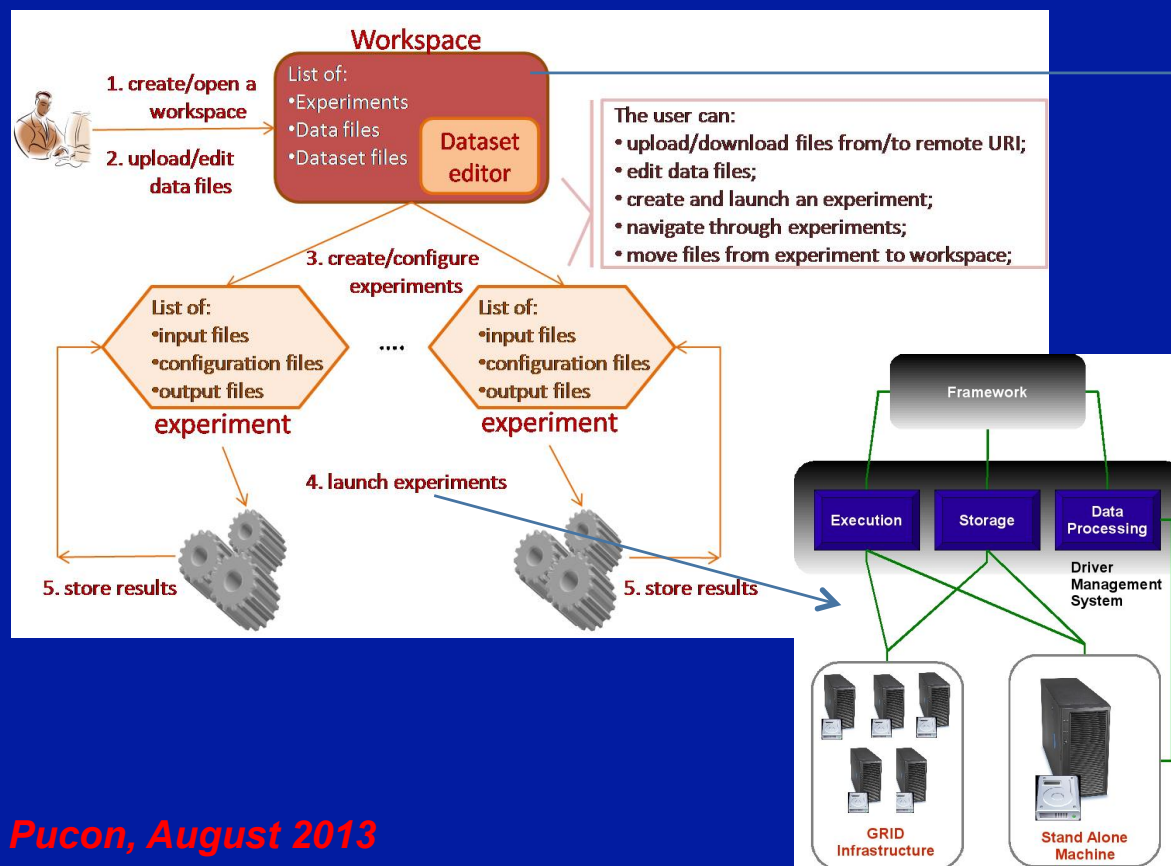 Workspace
1. create/open a
workspace
2. upload/edit
data files
List of:
•Experiments
•Data files
•Dataset files
Dataset
editor
The user can:
• upload/download files from/to remote URI;
• edit data files;
• create and launch an experiment;
• navigate through experiments;
• move files from experiment to workspace;
3. create/configure
experiments
List of:
•input files
•configuration files
•output files
experiment
....
List of:
•input files
•configuration files
•output files
experiment
4. launch experiments
5. store results
5. store results
Framework
Execution
Storage
Data
Processing
Driver
Management
System
GRID
Infrastructure
Stand Alone
Machine
Pucon, August 2013